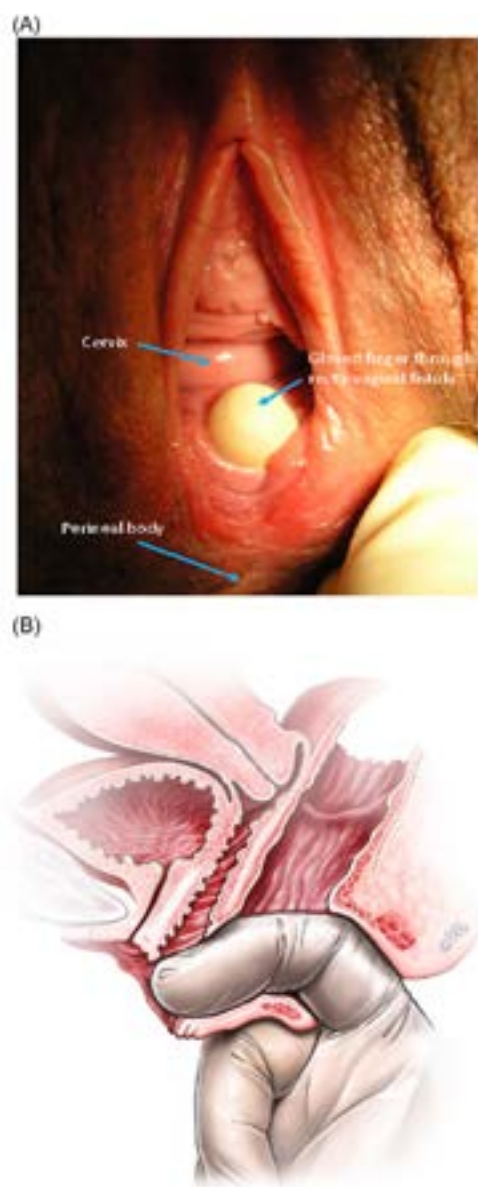 (A)
Cervix
Gloved finger through
rectovaginal fistula
Perineal body
(B)